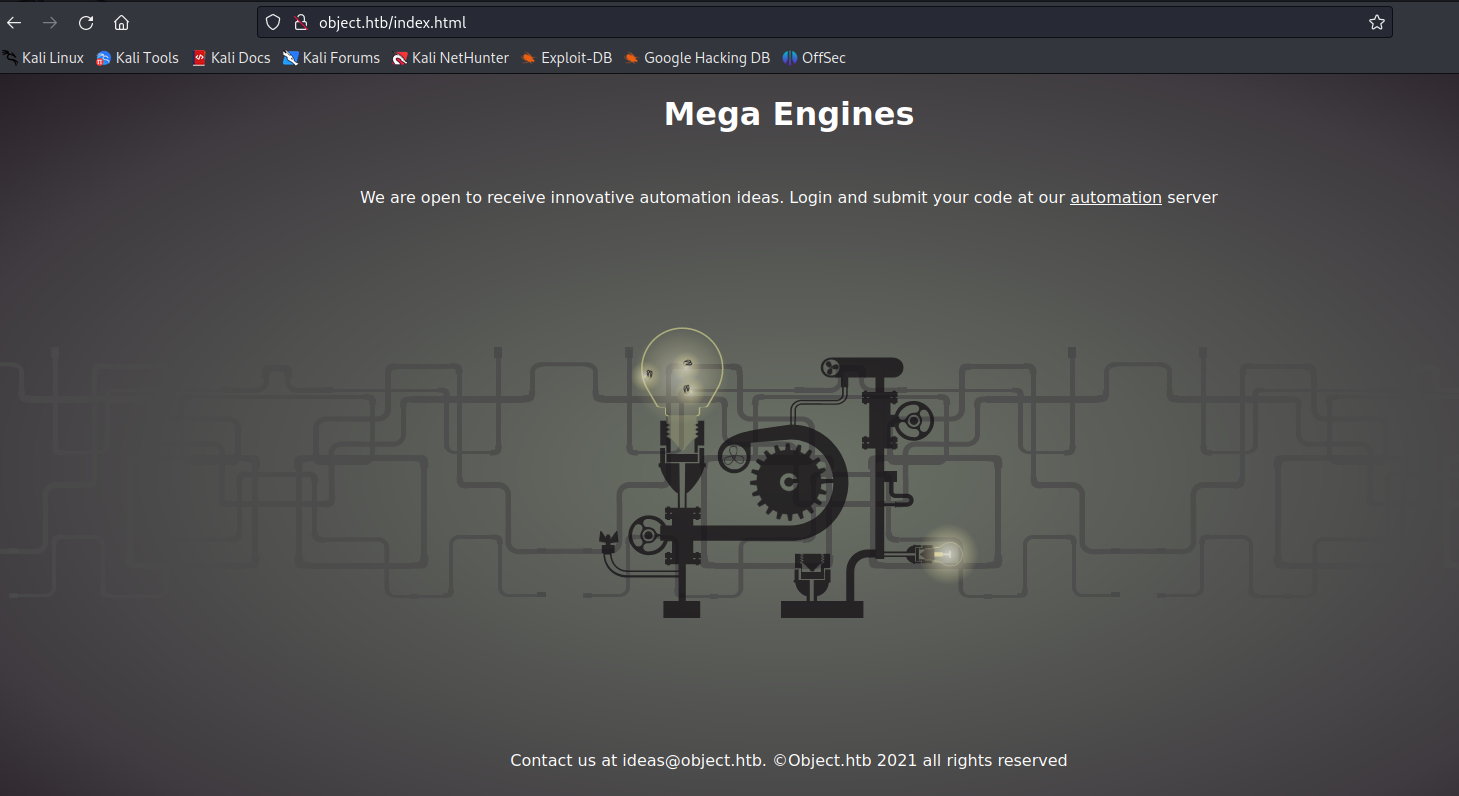 object.htb/index.html
Kali Linux Kali Tools Kali Docs Kali Forums Kali NetHunter Exploit-DB Google Hacking DB OffSec
Mega Engines
We are open to receive innovative automation ideas. Login and submit your code at our automation server
Contact us at ideas@object.htb. ©Object.htb 2021 all rights reserved